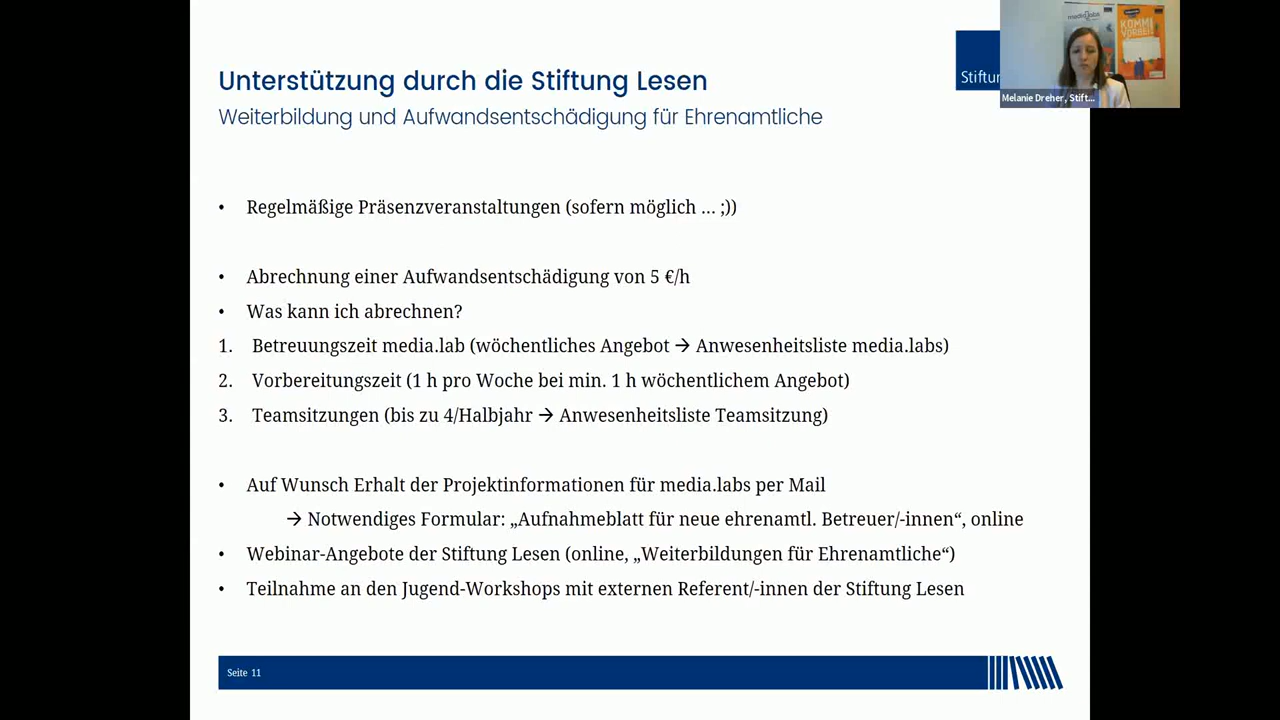 Unterstützung durch die Stiftung Lesen
Weiterbildung und Aufwandsentschädigung für Ehrenamtliche
Stiftun
media.labs
KOMM
VORBEI!
Melanie Dreher, Stift...
• Regelmäßige Präsenzveranstaltungen (sofern möglich … ;))
• Abrechnung einer Aufwandsentschädigung von 5 €/h
• Was kann ich abrechnen?
1. Betreuungszeit media.lab (wöchentliches Angebot → Anwesenheitsliste media.labs)
2. Vorbereitungszeit (1 h pro Woche bei min. 1 h wöchentlichem Angebot)
3. Teamsitzungen (bis zu 4/Halbjahr → Anwesenheitsliste Teamsitzung)
• Auf Wunsch Erhalt der Projektinformationen für media.labs per Mail
→ Notwendiges Formular: „Aufnahmeblatt für neue ehrenamtl. Betreuer/-innen“, online
• Webinar-Angebote der Stiftung Lesen (online, „Weiterbildungen für Ehrenamtliche“)
• Teilnahme an den Jugend-Workshops mit externen Referent/-innen der Stiftung Lesen
Seite 11